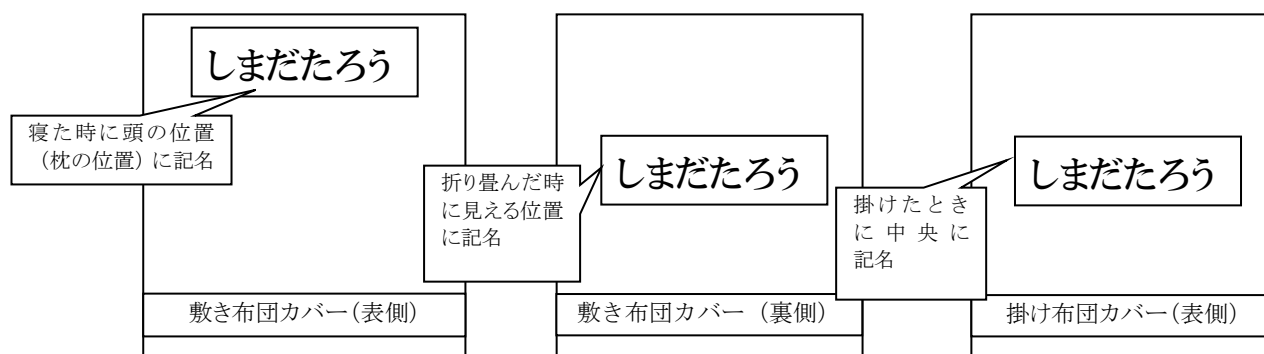 しまだたろう
寝た時に頭の位置
(枕の位置)に記名
敷き布団カバー(表側)
しまだたろう
折り畳んだ時
に見える位置
に記名
敷き布団カバー (裏側)
しまだたろう
掛けたとき
に中央に
記名
掛け布団カバー(表側)